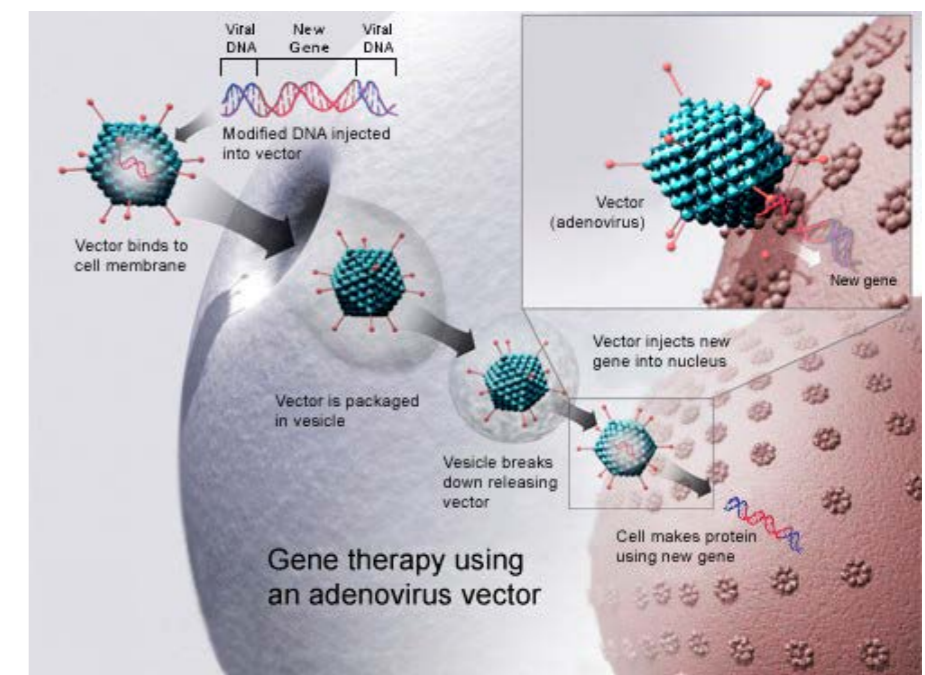 Viral DNA
New Gene
Viral DNA
Modified DNA injected
into vector
Vector binds to
cell membrane
Vector
(adenovirus)
New gene
Vector injects new
gene into nucleus
Vector is packaged
in vesicle
Vesicle breaks
down releasing
vector
Cell makes protein
using new gene
Gene therapy using
an adenovirus vector